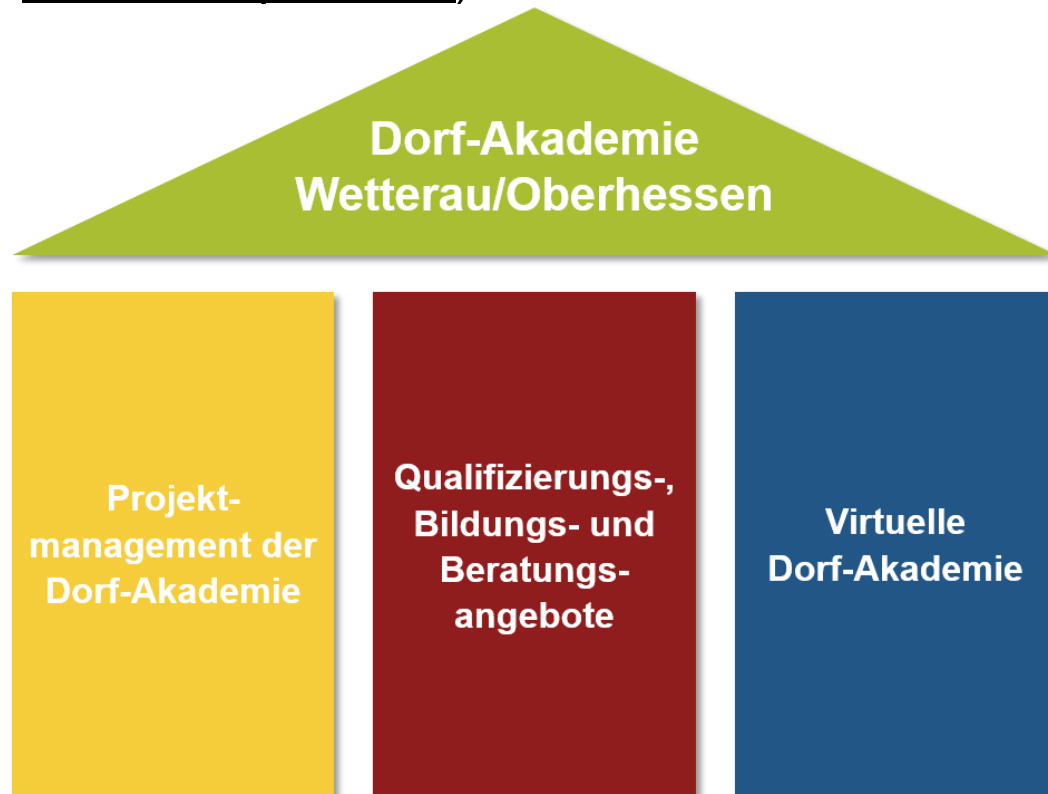 Dorf-Akademie
Wetterau/Oberhessen
Projekt-
management der
Dorf-Akademie
Qualifizierungs-,
Bildungs- und
Beratungs-
angebote
Virtuelle
Dorf-Akademie